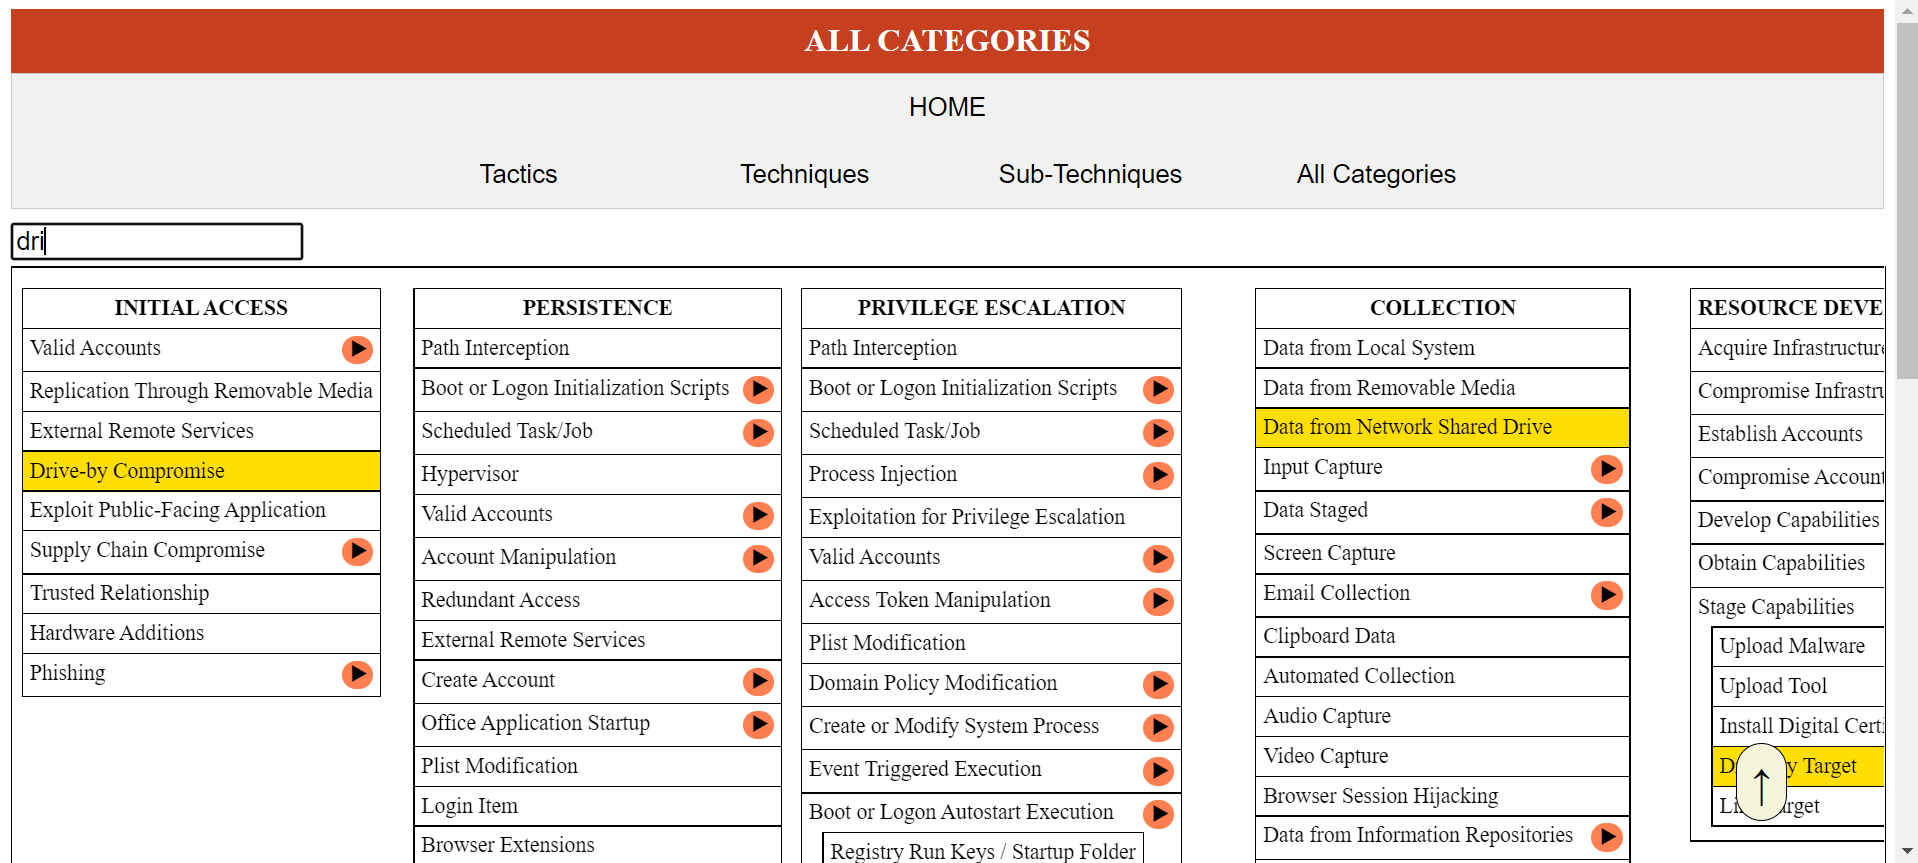 ALL CATEGORIES
HOME
Tactics Techniques Sub-Techniques All Categories
dri
INITIAL ACCESS
Valid Accounts
Replication Through Removable Media
External Remote Services
Drive-by Compromise
Exploit Public-Facing Application
Supply Chain Compromise
Trusted Relationship
Hardware Additions
Phishing
PERSISTENCE
Path Interception
Boot or Logon Initialization Scripts
Scheduled Task/Job
Hypervisor
Valid Accounts
Account Manipulation
Redundant Access
External Remote Services
Create Account
Office Application Startup
Plist Modification
Login Item
Browser Extensions
PRIVILEGE ESCALATION
Path Interception
Boot or Logon Initialization Scripts
Scheduled Task/Job
Process Injection
Exploitation for Privilege Escalation
Valid Accounts
Access Token Manipulation
Plist Modification
Domain Policy Modification
Create or Modify System Process
Event Triggered Execution
Boot or Logon Autostart Execution
Registry Run Keys / Startup Folder
COLLECTION
Data from Local System
Data from Removable Media
Data from Network Shared Drive
Input Capture
Data Staged
Screen Capture
Email Collection
Clipboard Data
Automated Collection
Audio Capture
Video Capture
Browser Session Hijacking
Data from Information Repositories
RESOURCE DEVE
Acquire Infrastructure
Compromise Infrastru
Establish Accounts
Compromise Account
Develop Capabilities
Obtain Capabilities
Stage Capabilities
Upload Malware
Upload Tool
Install Digital Certi
Target